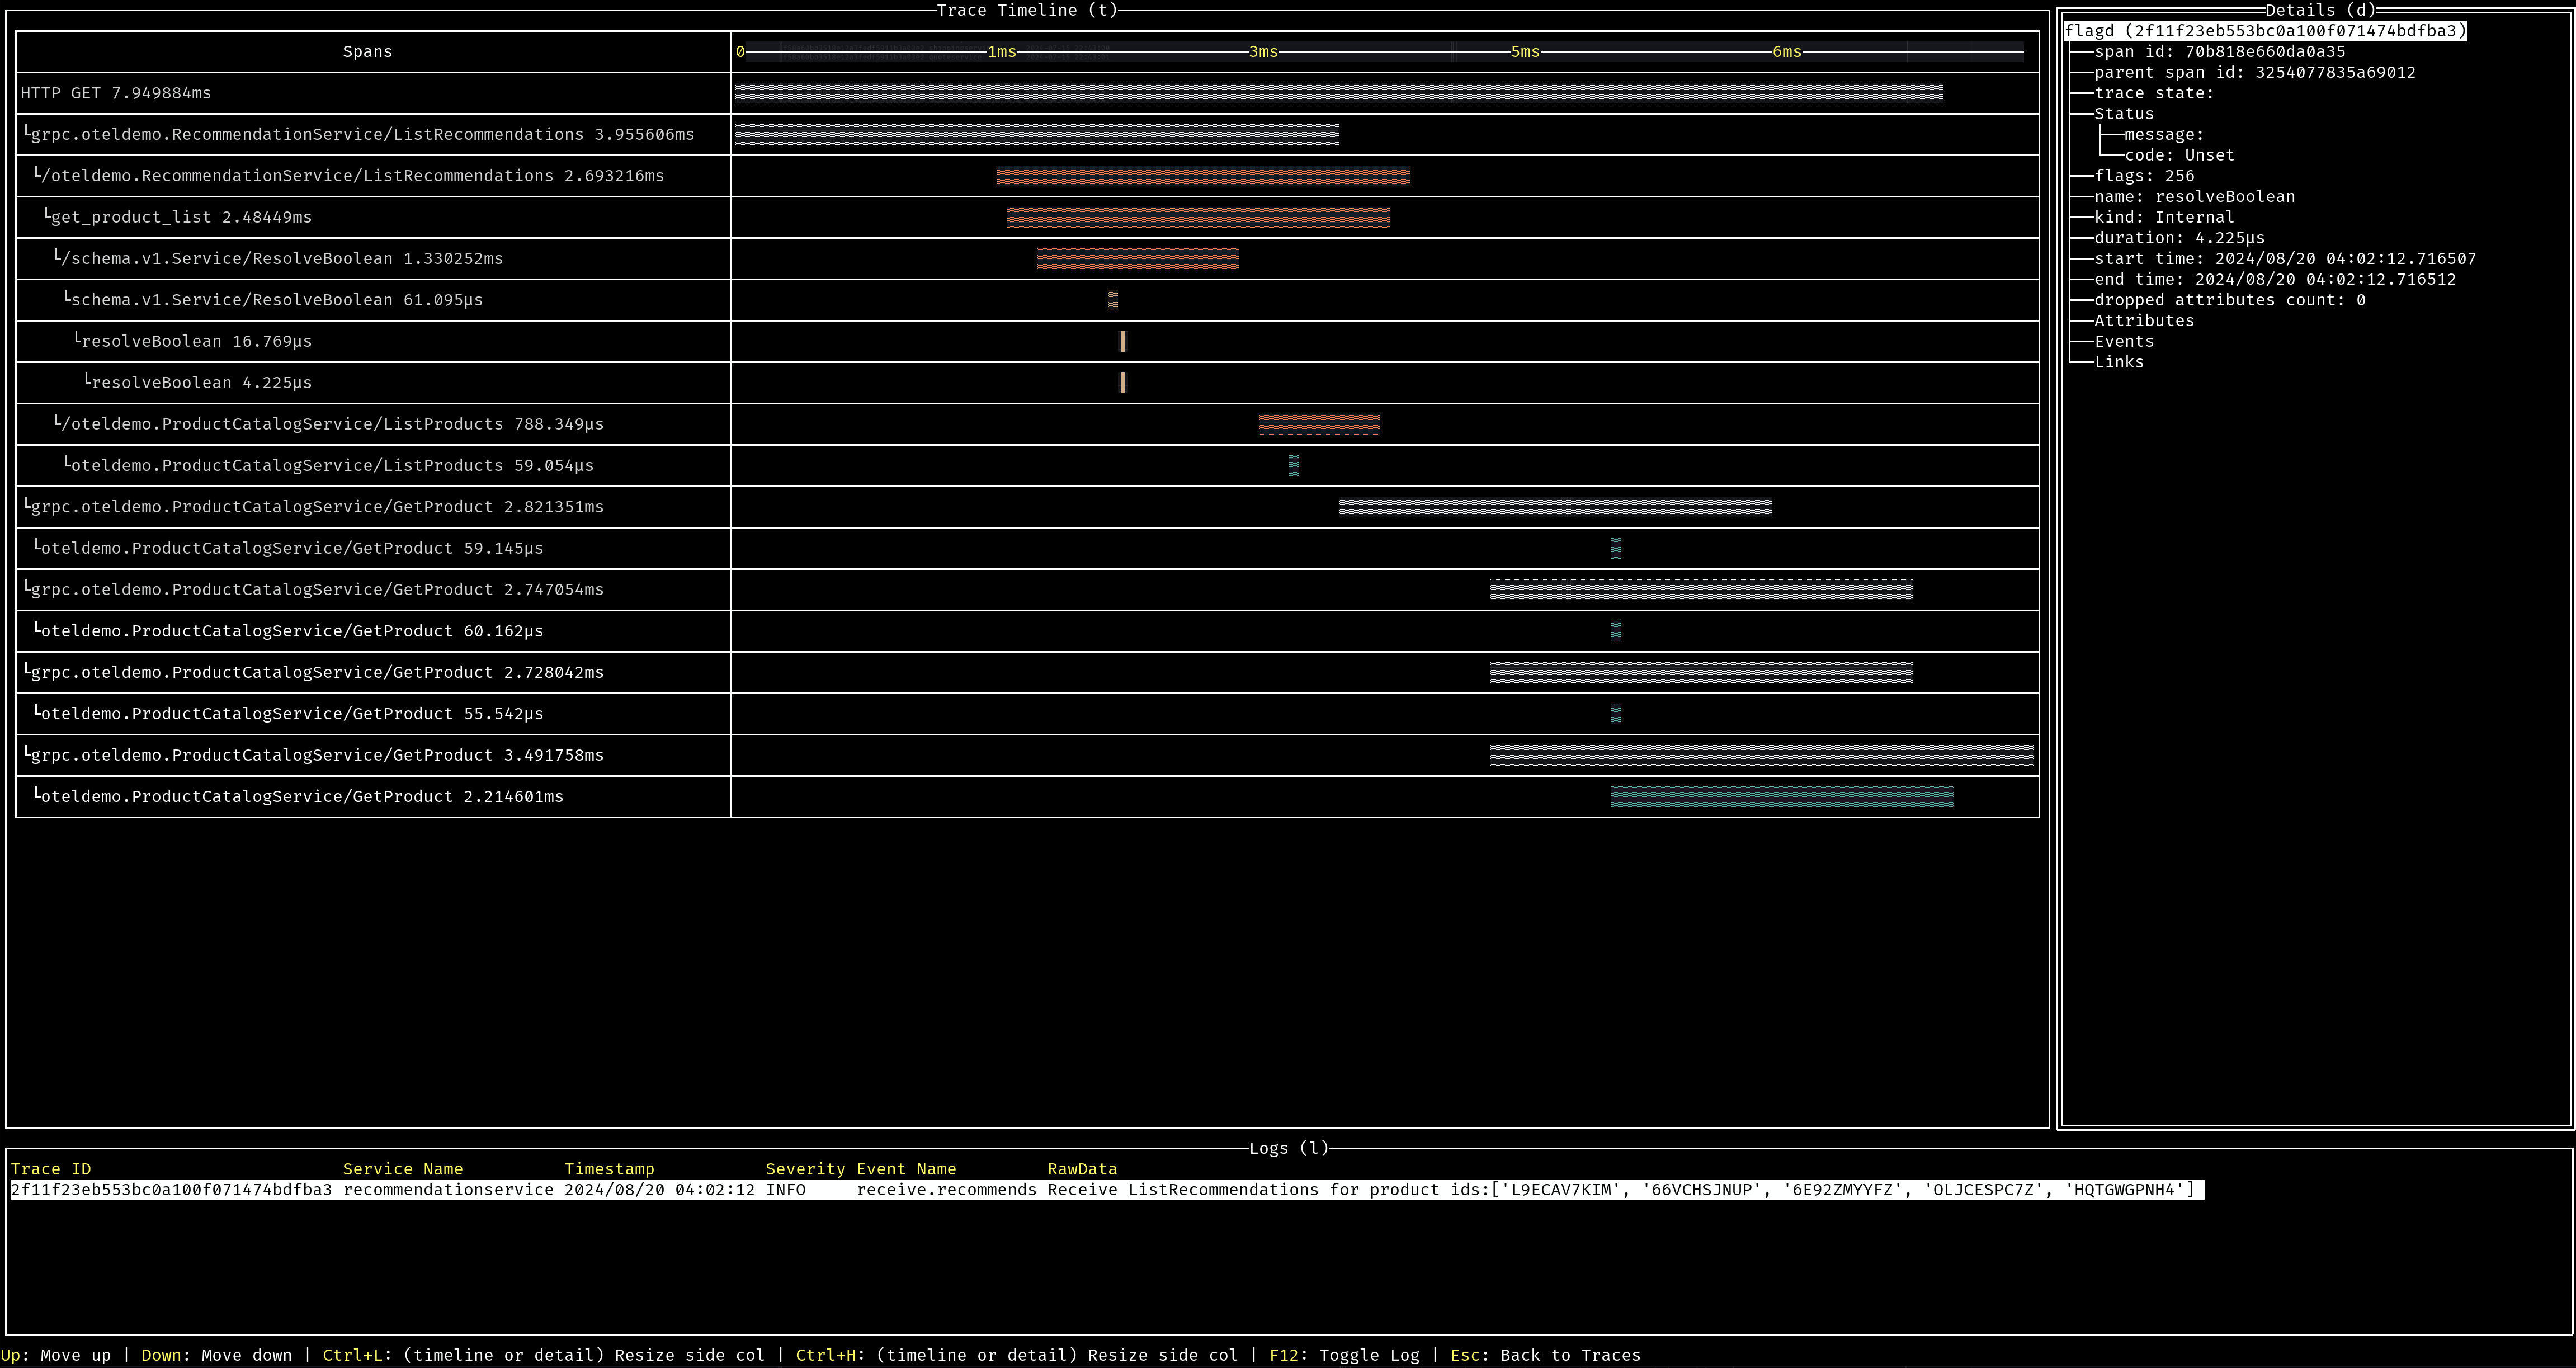 Trace Timeline (t)
Spans
0 1ms 3ms 5ms 6ms
HTTP GET 7.949884ms
└grpc.oteldemo.RecommendationService/ListRecommendations 3.955606ms
└/oteldemo.RecommendationService/ListRecommendations 2.693216ms
└get_product_list 2.48449ms
└/schema.v1.Service/ResolveBoolean 1.330252ms
└schema.v1.Service/ResolveBoolean 61.095µs
└resolveBoolean 16.769µs
└resolveBoolean 4.225µs
└/oteldemo.ProductCatalogService/ListProducts 788.349µs
└oteldemo.ProductCatalogService/ListProducts 59.054µs
└grpc.oteldemo.ProductCatalogService/GetProduct 2.821351ms
└oteldemo.ProductCatalogService/GetProduct 59.145µs
└grpc.oteldemo.ProductCatalogService/GetProduct 2.747054ms
└oteldemo.ProductCatalogService/GetProduct 60.162µs
└grpc.oteldemo.ProductCatalogService/GetProduct 2.728042ms
└oteldemo.ProductCatalogService/GetProduct 55.542µs
└grpc.oteldemo.ProductCatalogService/GetProduct 3.491758ms
└oteldemo.ProductCatalogService/GetProduct 2.214601ms
Details (d)
flagd (2f11f23eb553bc0a100f071474bdfba3)
span id: 70b818e660da0a35
parent span id: 3254077835a69012
trace state:
Status
message:
code: Unset
flags: 256
name: resolveBoolean
kind: Internal
duration: 4.225µs
start time: 2024/08/20 04:02:12.716507
end time: 2024/08/20 04:02:12.716512
dropped attributes count: 0
Attributes
Events
Links
Logs (l)
Trace ID Service Name Timestamp Severity Event Name RawData
2f11f23eb553bc0a100f071474bdfba3 recommendationservice 2024/08/20 04:02:12 INFO receive.recommends Receive ListRecommendations for product ids:['L9ECAV7KIM', '66VCHSJNUP', '6E92ZMYYFZ', 'OLJCESPC7Z', 'HQTGWGPNH4']
Up: Move up | Down: Move down | Ctrl+L: (timeline or detail) Resize side col | Ctrl+H: (timeline or detail) Resize side col | F12: Toggle Log | Esc: Back to Traces